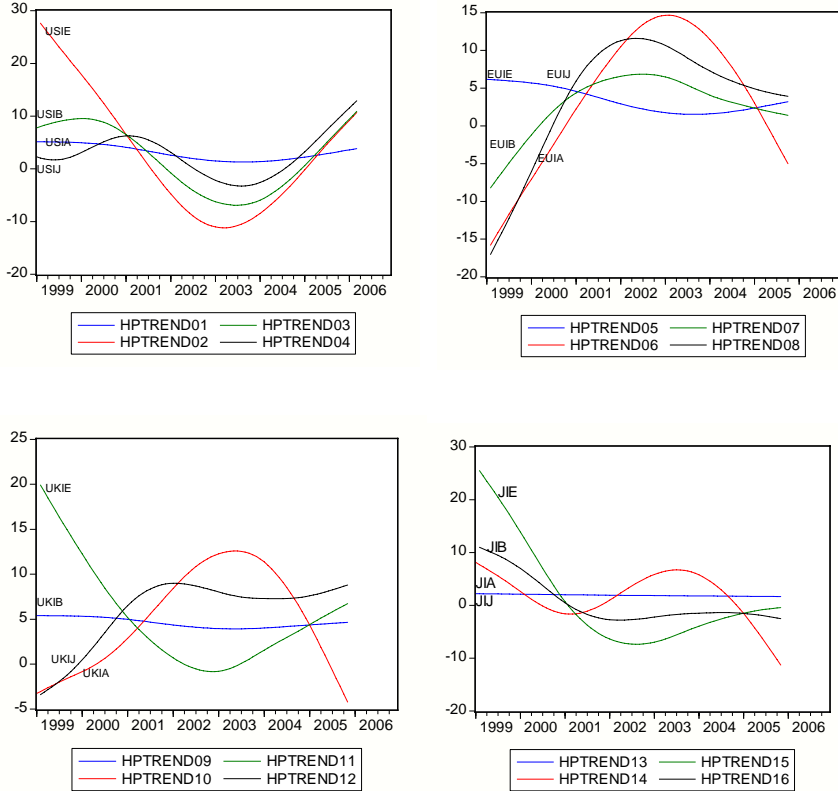 30
USIE
20
10
USIB
USIA
0
USIJ
-10
-20
1999 2000 2001 2002 2003 2004 2005 2006
HPTREND01 HPTREND03
HPTREND02 HPTREND04
15
10
EUIE EUIJ
5
0
EUIB
-5
EUIA
-10
-15
-20
1999 2000 2001 2002 2003 2004 2005 2006
HPTREND05 HPTREND07
HPTREND06 HPTREND08
25
20
UKIE
15
10
UKIB
5
UKIJ
0
UKIA
-5
1999 2000 2001 2002 2003 2004 2005 2006
HPTREND09 HPTREND11
HPTREND10 HPTREND12
30
JIE
20
JIB
10
JIA
JIJ
0
-10
-20
1999 2000 2001 2002 2003 2004 2005 2006
HPTREND13 HPTREND15
HPTREND14 HPTREND16